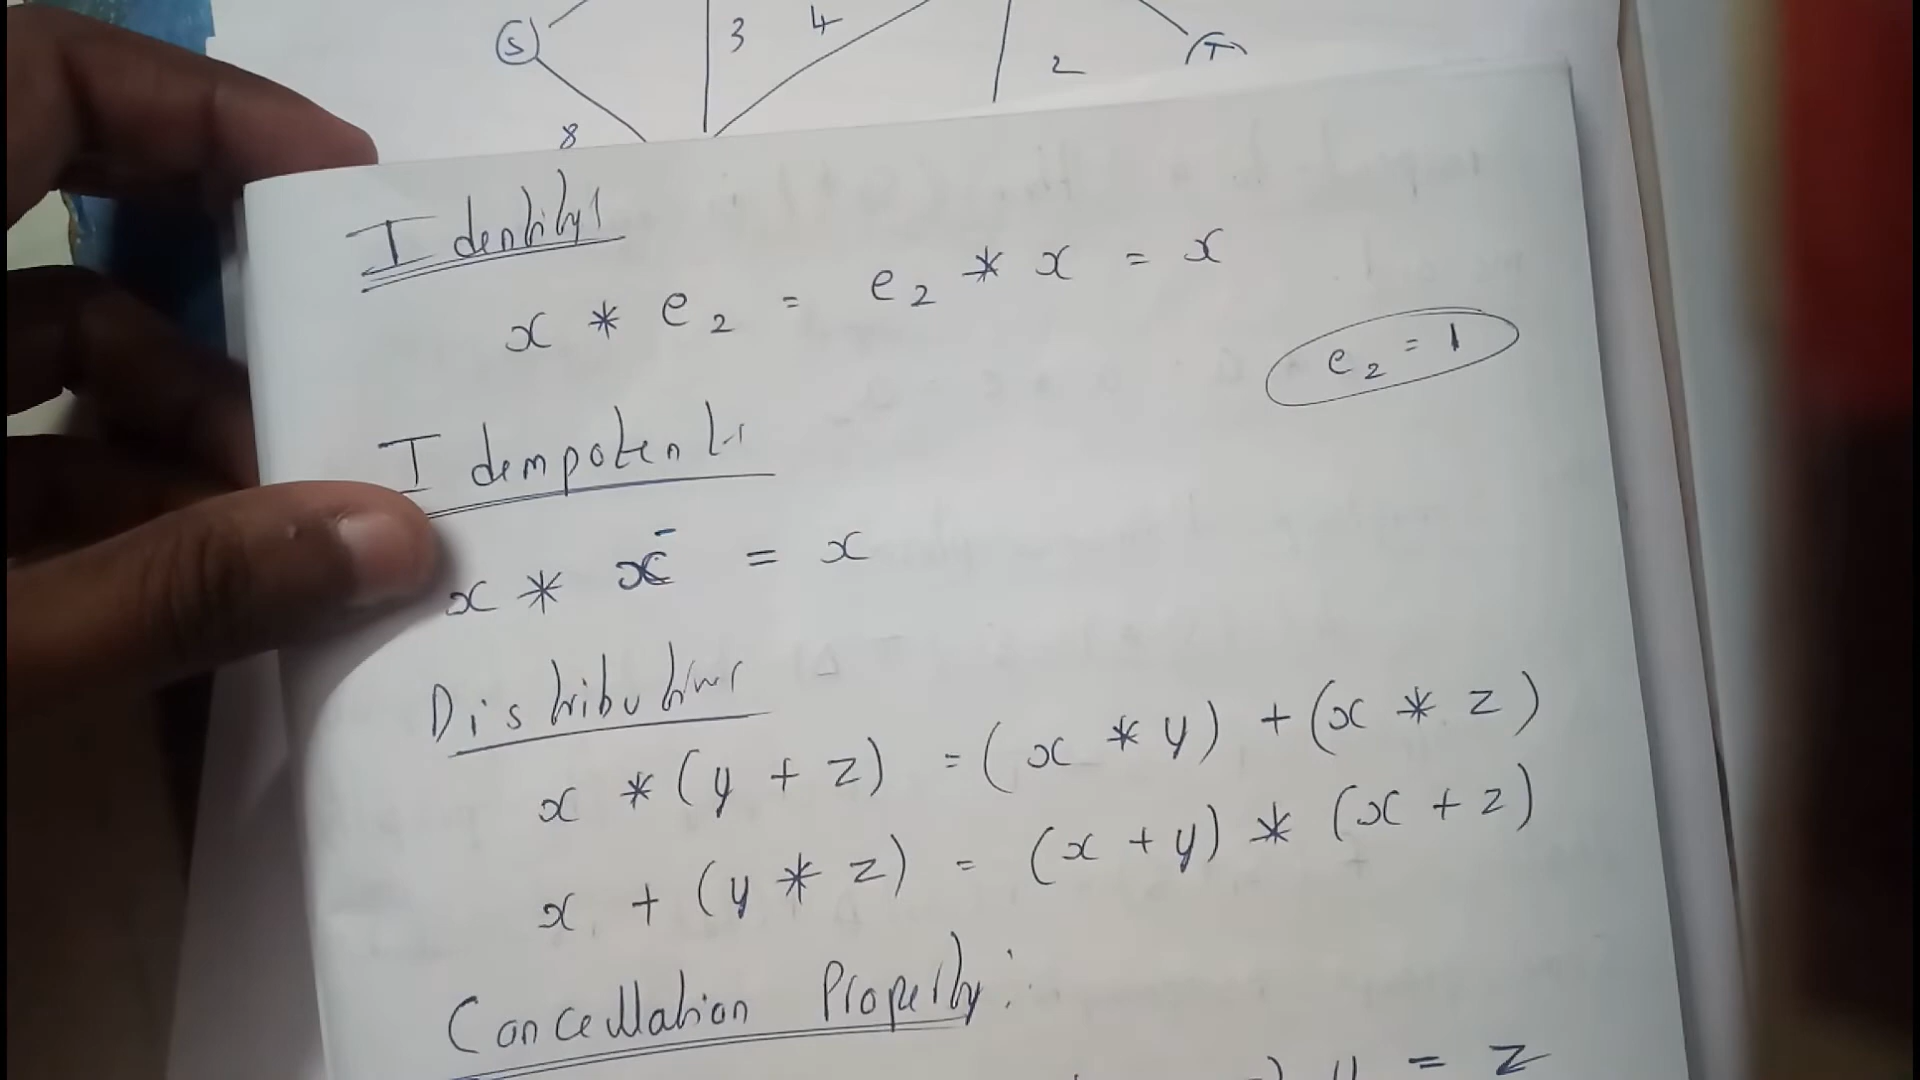 S 3 4 2 T
8
Identity:
x * e₂ = e₂ * x = x
e₂ = 1
Idempotent:
x * x̄ = x
Distributive:
x * (y + z) = (x * y) + (x * z)
x + (y * z) = (x + y) * (x + z)
Cancellation Property:
y = z